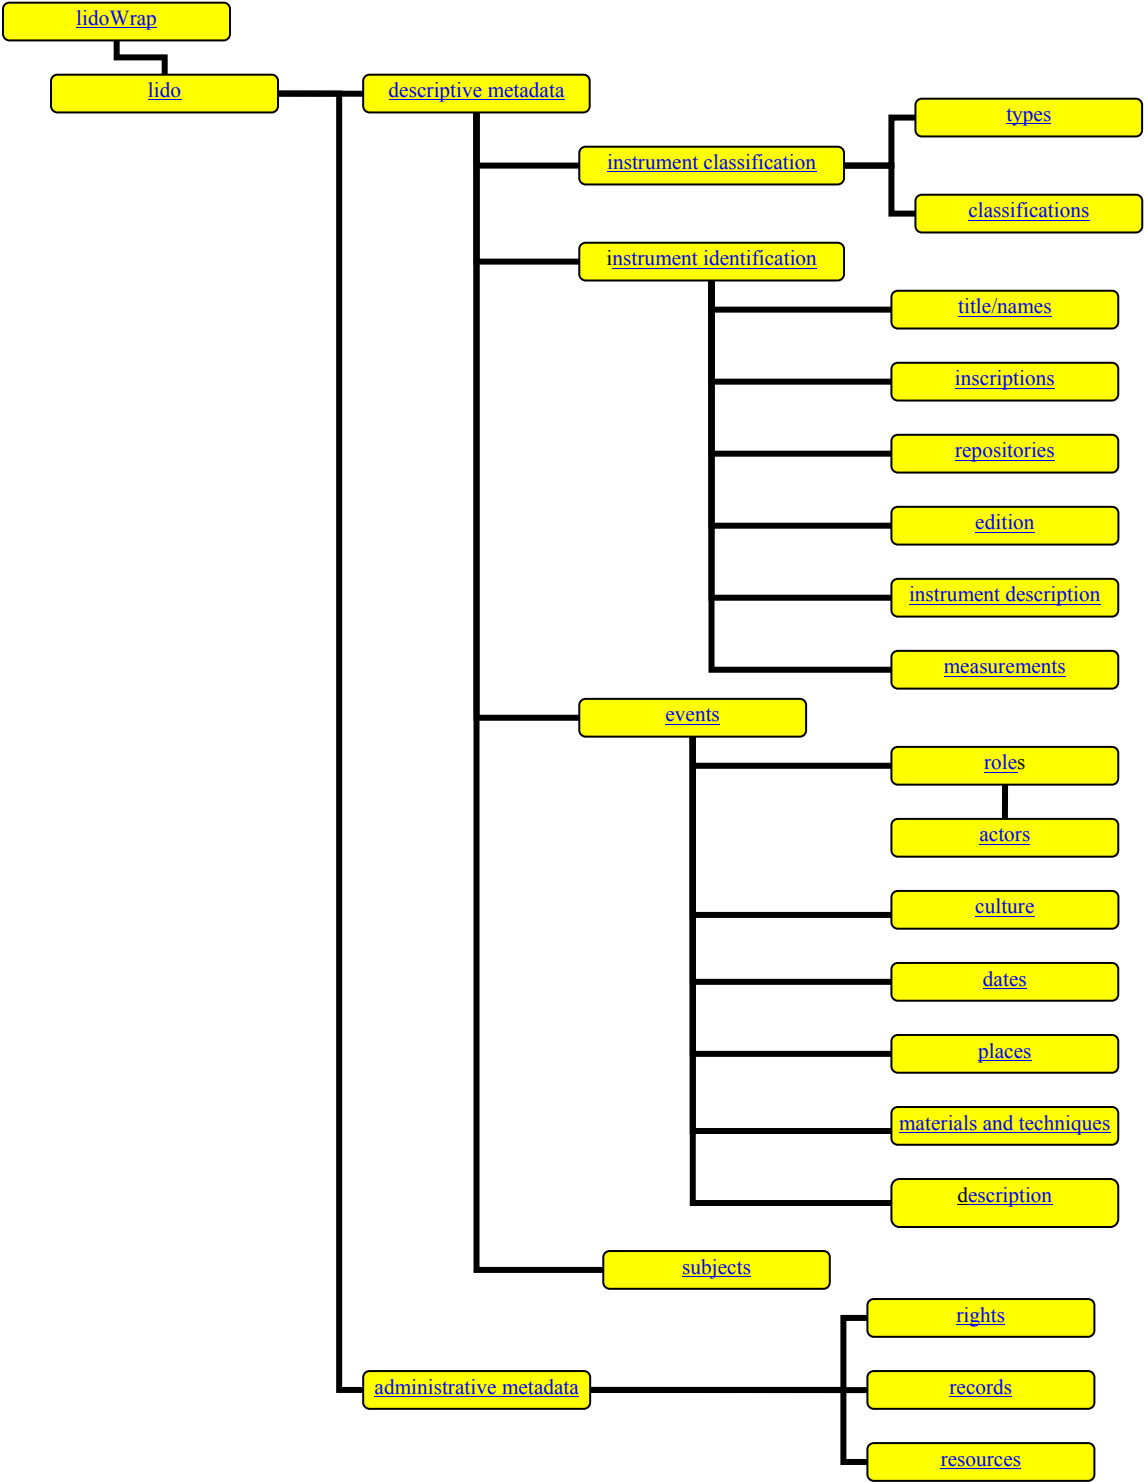 lidoWrap
lido
descriptive metadata
types
instrument classification
classifications
instrument identification
title/names
inscriptions
repositories
edition
instrument description
measurements
events
roles
actors
culture
dates
places
materials and techniques
description
subjects
rights
administrative metadata
records
resources